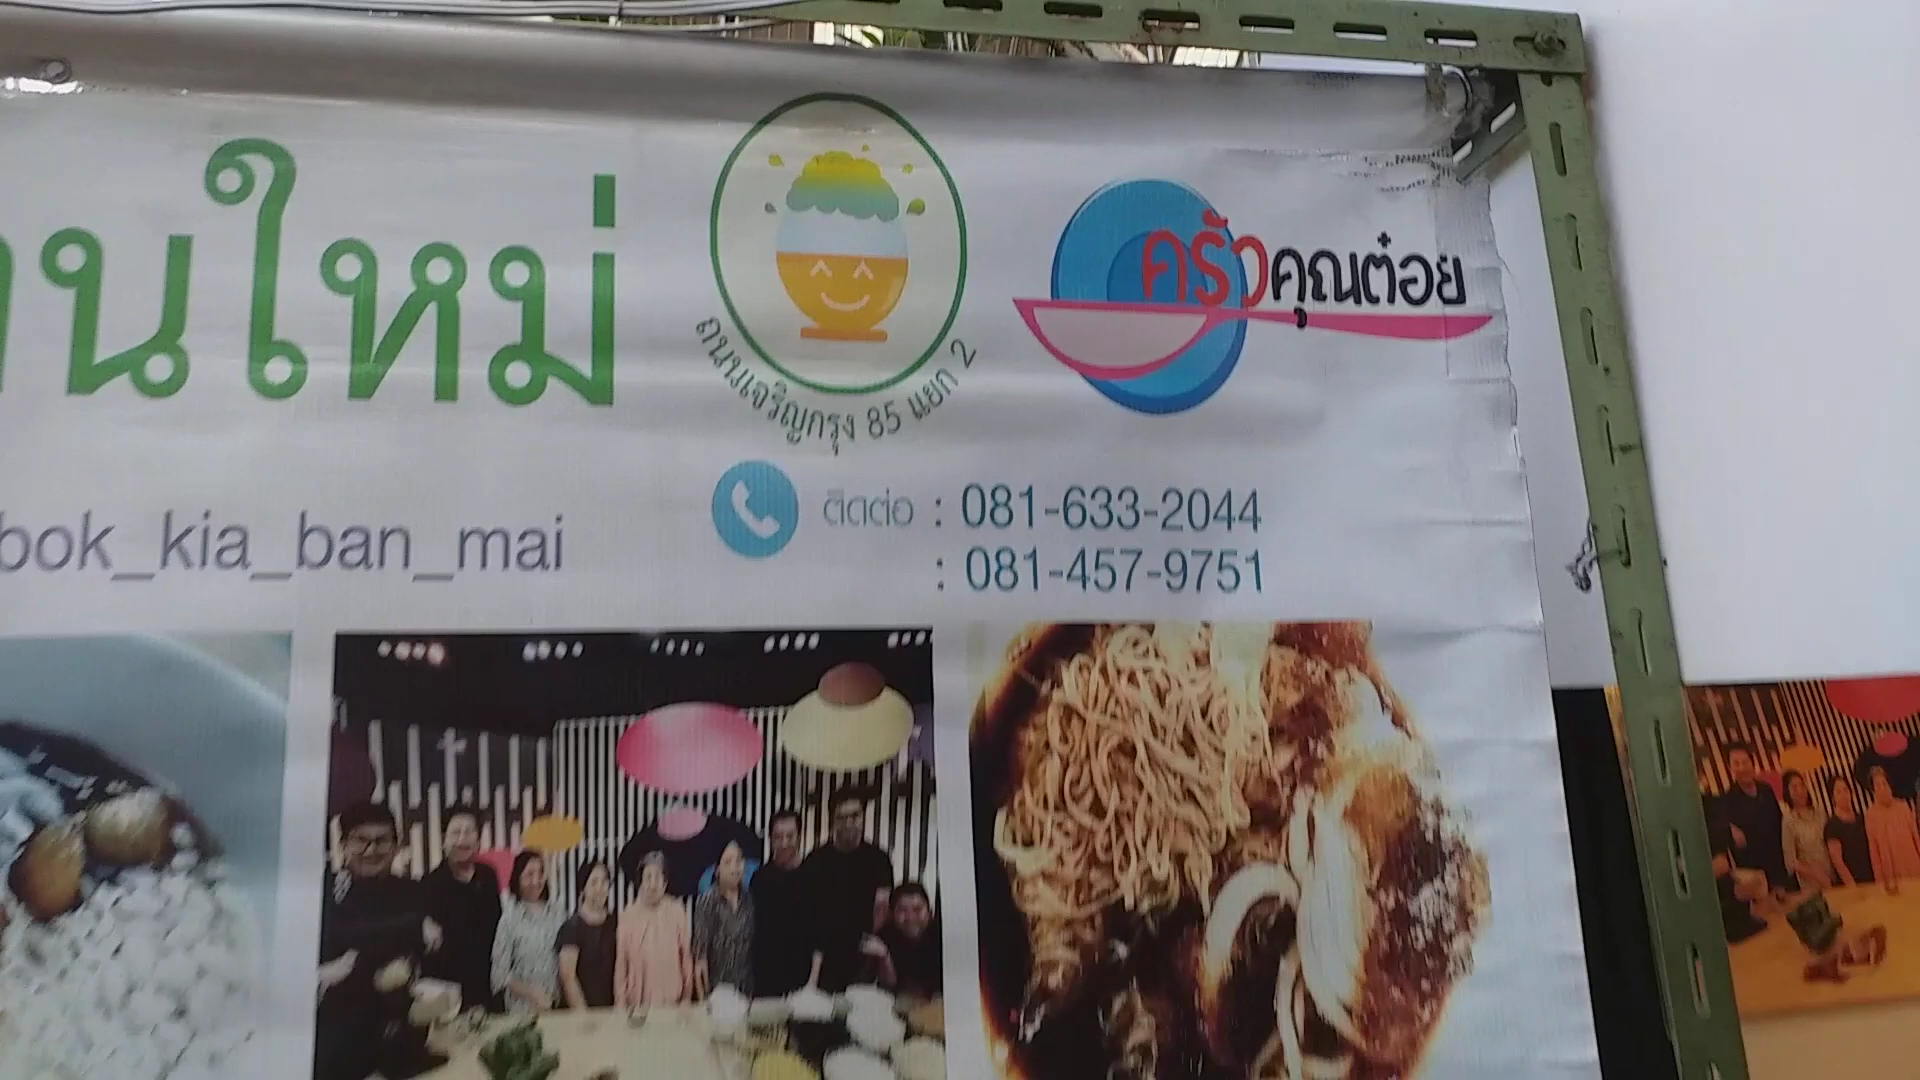 านใหม่
ถนนเจริญกรุง 85 แยก 2
ครัวคุณต๋อย
bok_kia_ban_mai
ติดต่อ : 081-633-2044
: 081-457-9751